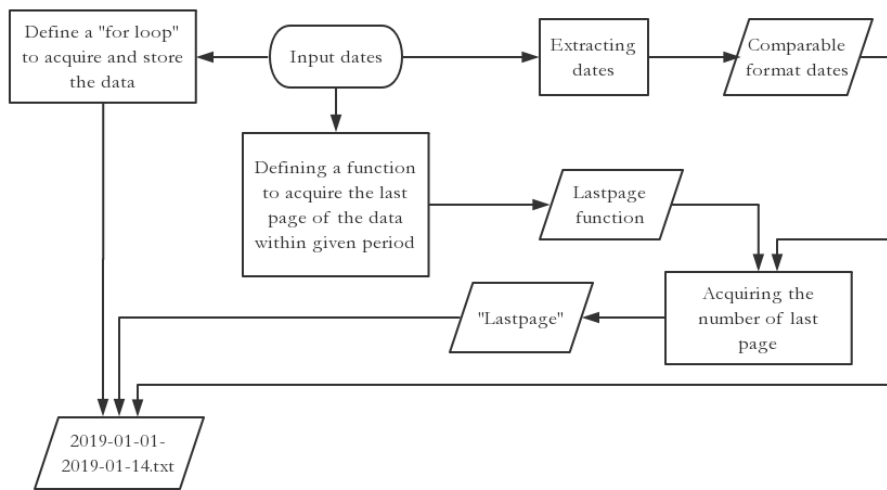 Define a "for loop"
to acquire and store
the data
Input dates
Extracting
dates
Comparable
format dates
Defining a function
to acquire the last
page of the data
within given period
Lastpage
function
Acquiring the
number of last
page
"Lastpage"
2019-01-01-
2019-01-14.txt